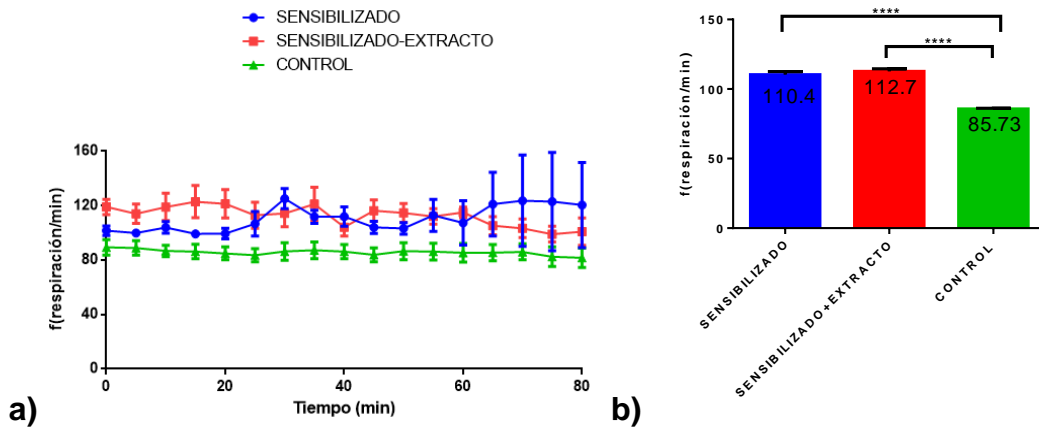 SENSIBILIZADO
SENSIBILIZADO-EXTRACTO
CONTROL
f(respiración/min)
160
120
80
40
0
0
20
40
60
80
Tiempo (min)
a)
f(respiración/min)
150
100
50
0
****
****
110.4
112.7
85.73
SENSIBILIZADO
SENSIBILIZADO+EXTRACTO
CONTROL
b)